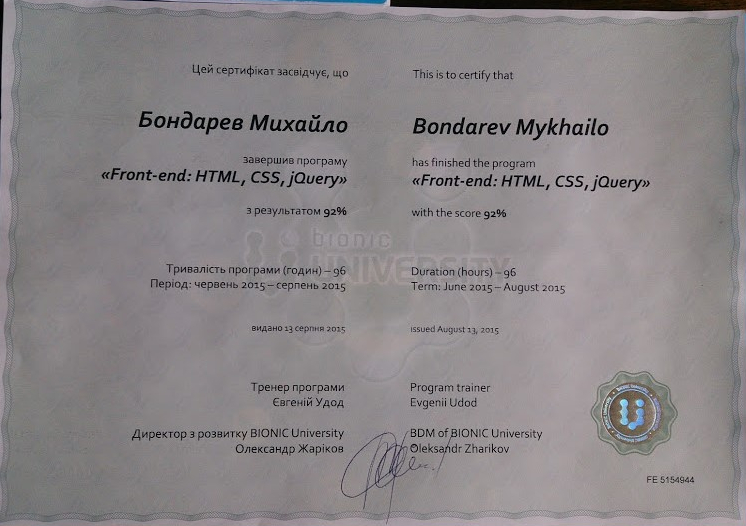 Цей сертифікат засвідчує, що
Бондарев Михайло
завершив програму
«Front-end: HTML, CSS, jQuery»
з результатом 92%
Тривалість програми (годин) – 96
Період: червень 2015 – серпень 2015
видано 13 серпня 2015
Тренер програми
Євгеній Удод
Директор з розвитку BIONIC University
Олександр Жаріков
This is to certify that
Bondarev Mykhailo
has finished the program
«Front-end: HTML, CSS, jQuery»
with the score 92%
Duration (hours) – 96
Term: June 2015 – August 2015
issued August 13, 2015
Program trainer
Evgenii Udod
BDM of BIONIC University
Oleksandr Zharikov
bionic
UNIVERSITY
FE 5154944